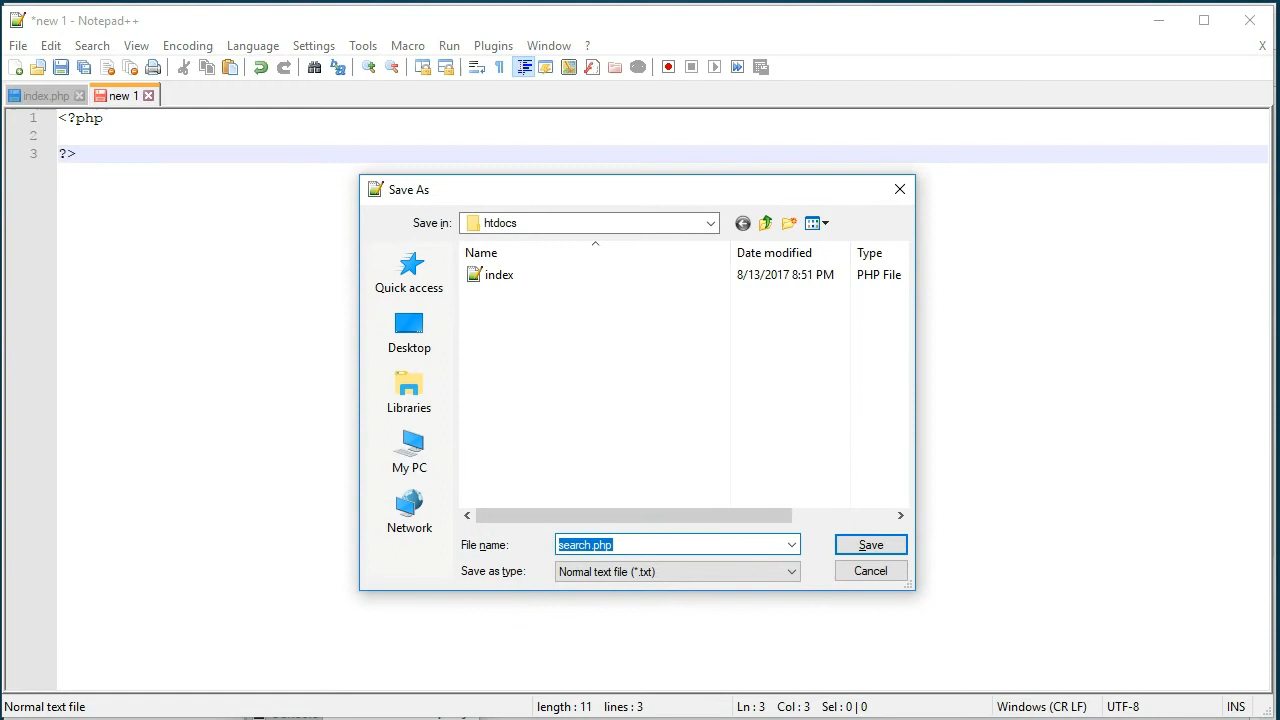 *new 1 - Notepad++
File Edit Search View Encoding Language Settings Tools Macro Run Plugins Window ? X
index.php new 1
1 <?php
2
3 ?>
Save As
Save in: htdocs
Name Date modified Type
index 8/13/2017 8:51 PM PHP File
Quick access
Desktop
Libraries
My PC
Network
File name: search.php Save
Save as type: Normal text file (*.txt) Cancel
Normal text file length : 11 lines : 3 Ln : 3 Col : 3 Sel : 0 | 0 Windows (CR LF) UTF-8 INS